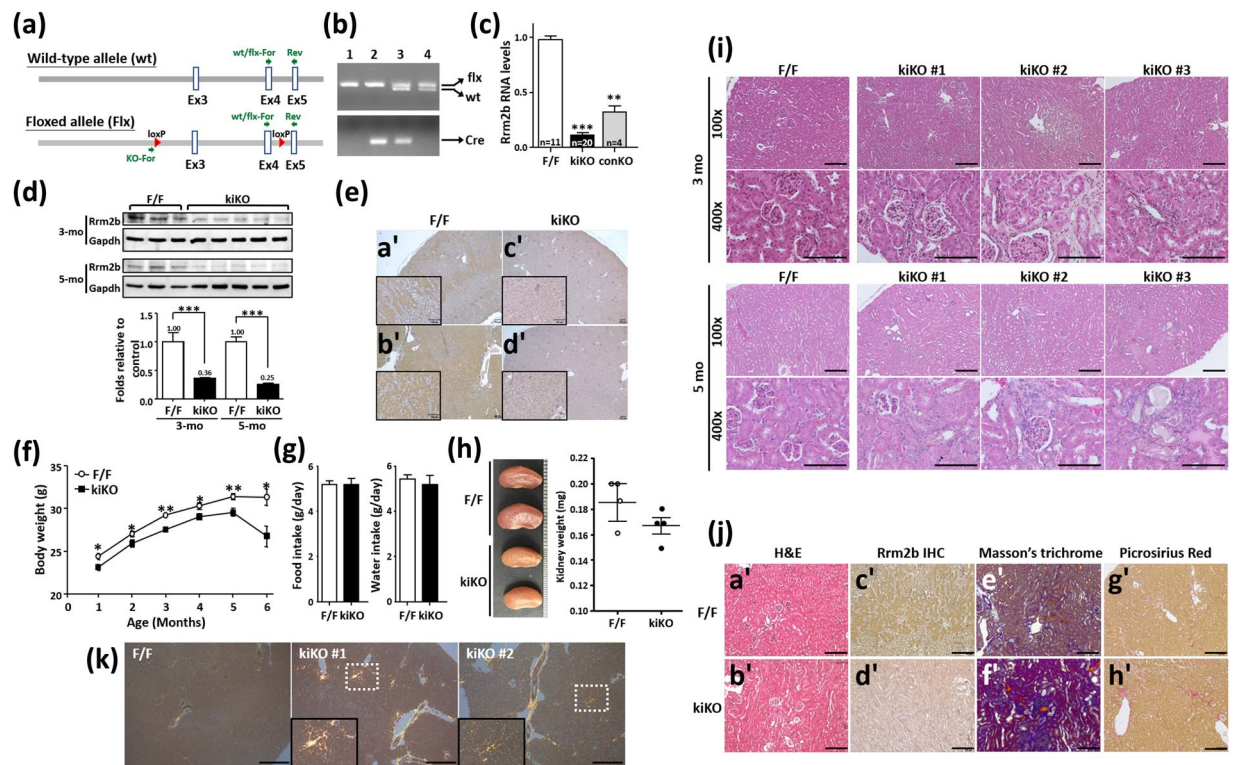 (a)
Wild-type allele (wt)
wt/flx-For
Rev
Ex3
Ex4
Ex5
Floxed allele (Flx)
loxP
wt/flx-For
Rev
loxP
KO-For
Ex3
Ex4
Ex5
(b)
1 2 3 4
flx
wt
Cre
(c)
Rrm2b RNA levels
1.0
0.5
0.0
***
**
n=11
n=20
n=4
F/F kiKO conKO
(d)
F/F kiKO
3-mo
Rrm2b
Gapdh
5-mo
Rrm2b
Gapdh
Folds relative to
control
1.5
1.0
0.5
0.0
***
***
1.00
0.36
1.00
0.25
F/F kiKO F/F kiKO
3-mo 5-mo
(e)
F/F kiKO
a' c'
b' d'
(f)
Body weight (g)
35
30
25
20
F/F
kiKO
* * ** * ** *
0 1 2 3 4 5 6
Age (Months)
(g)
Food intake (g/day)
6
4
2
0
F/F kiKO
Water intake (g/day)
6
4
2
0
F/F kiKO
(h)
F/F
kiKO
Kidney weight (mg)
0.22
0.20
0.18
0.16
0.14
0.12
0.10
F/F kiKO
(i)
F/F kiKO #1 kiKO #2 kiKO #3
3 mo
100x
400x
F/F kiKO #1 kiKO #2 kiKO #3
5 mo
100x
400x
(j)
H&E Rrm2b IHC Masson's trichrome Picrosirius Red
F/F
a' c' e' g'
kiKO
b' d' f' h'
(k)
F/F kiKO #1 kiKO #2